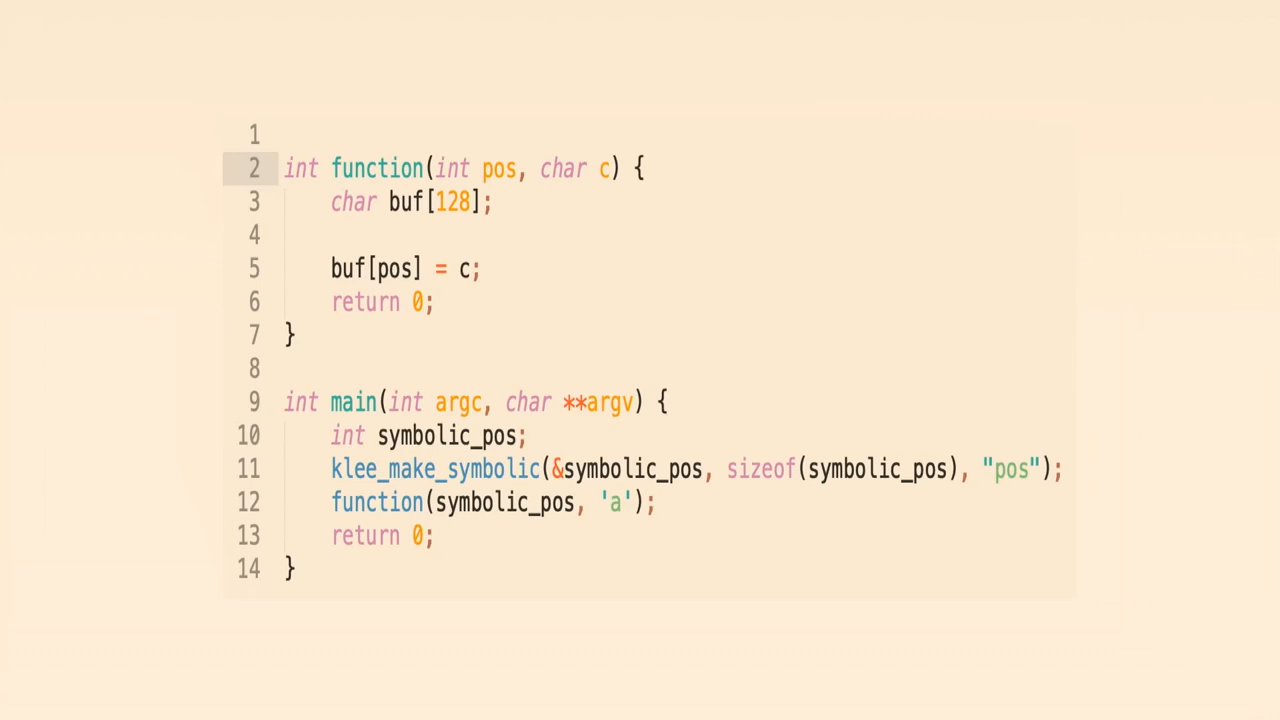 1
2 int function(int pos, char c) {
3     char buf[128];
4
5     buf[pos] = c;
6     return 0;
7 }
8
9 int main(int argc, char **argv) {
10     int symbolic_pos;
11     klee_make_symbolic(&symbolic_pos, sizeof(symbolic_pos), "pos");
12     function(symbolic_pos, 'a');
13     return 0;
14 }